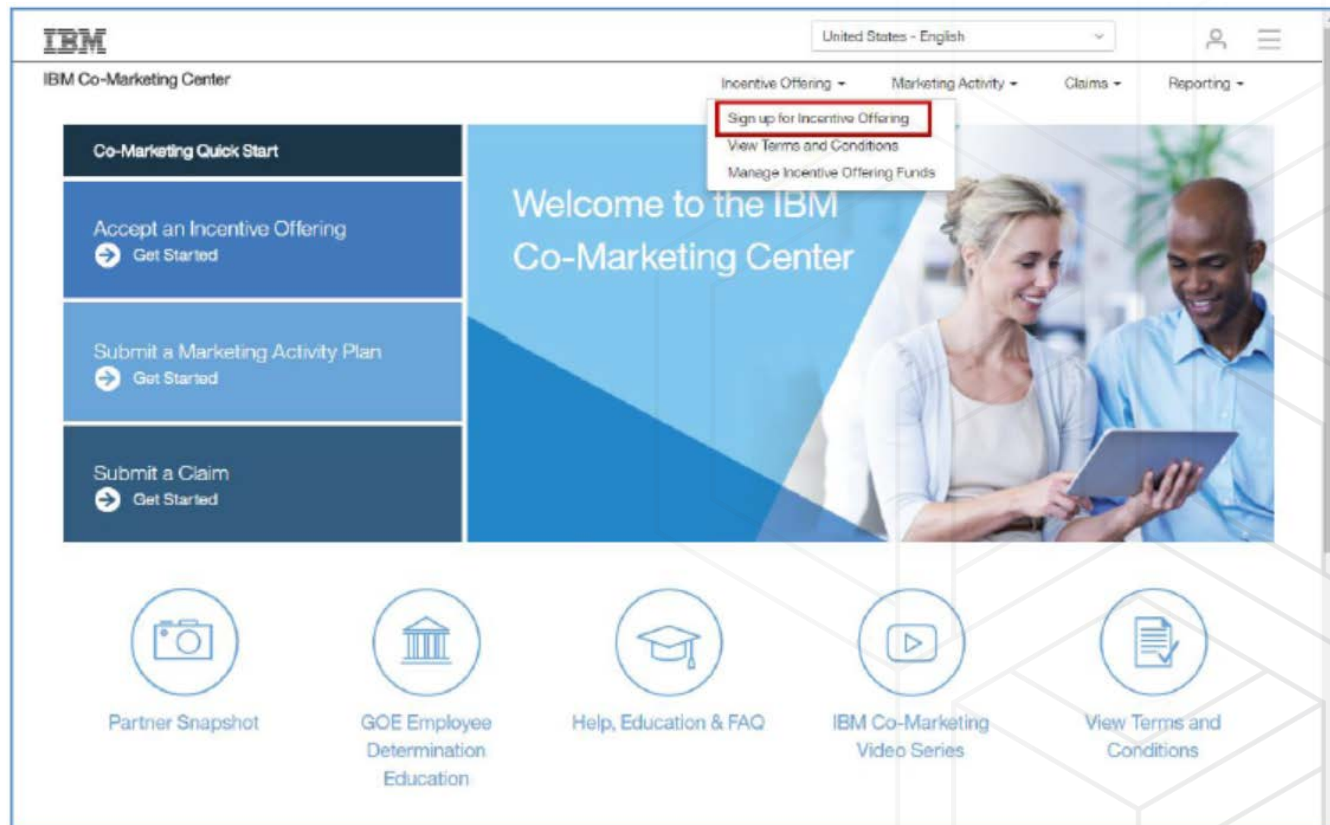 IBM
United States - English
IBM Co-Marketing Center
Incentive Offering
Marketing Activity
Claims
Reporting
Sign up for Incentive Offering
View Terms and Conditions
Manage Incentive Offering Funds
Co-Marketing Quick Start
Accept an Incentive Offering
Get Started
Submit a Marketing Activity Plan
Get Started
Submit a Claim
Get Started
Welcome to the IBM
Co-Marketing Center
Partner Snapshot
GOE Employee
Determination
Education
Help, Education & FAQ
IBM Co-Marketing
Video Series
View Terms and
Conditions